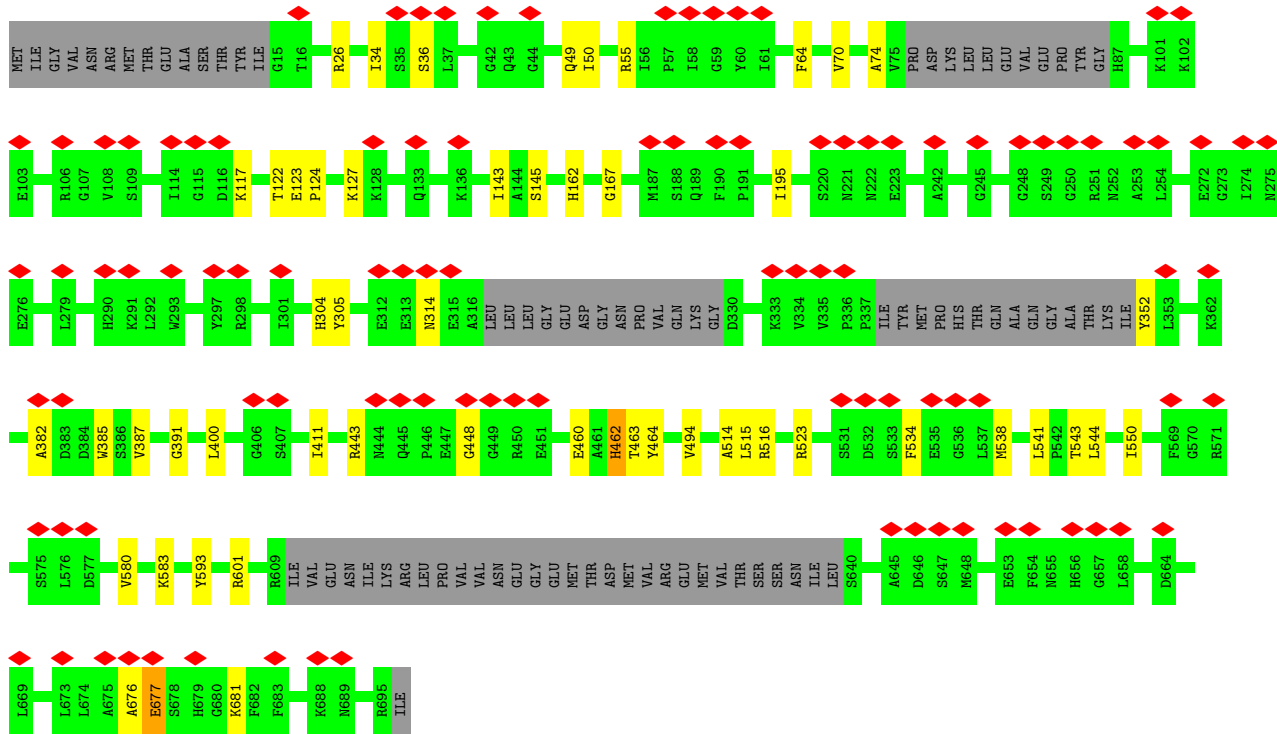 MET ILE GLY VAL ASN ARG MET THR GLU ALA SER THR TYR ILE G15 T16 R26 I34 S35 S36 L37 G42 Q43 G44 Q49 I50 R55 I56 P57 I58 G59 Y60 I61 F64 V70 A74 V75 PRO ASP LYS LEU LEU GLU VAL GLU PRO TYR GLY H87 K101 K102
E103 R106 G107 V108 S109 I114 G115 D116 K117 T122 E123 P124 K127 K128 Q133 K136 I143 A144 S145 H162 G167 M187 S188 Q189 F190 P191 I195 S220 N221 N222 E223 A242 G245 G248 S249 G250 R251 N252 A253 L254 E272 G273 I274 N275
E276 L279 H290 K291 L292 W293 Y297 R298 I301 H304 Y305 E312 E313 N314 E315 A316 LEU LEU LEU GLY GLU ASP GLY ASN PRO VAL GLN LYS GLY D330 K333 V334 V335 P336 P337 ILE TYR MET PRO HIS THR GLN ALA GLN GLY ALA THR LYS ILE Y352 L353 K362
A382 D383 D384 W385 S386 V387 G391 L400 G406 S407 I411 R443 N444 Q445 P446 E447 G448 G449 R450 E451 E460 A461 H462 T463 Y464 V494 A514 L515 R516 R523 S531 D532 S533 F534 E535 G536 L537 M538 L541 P542 T543 L544 I550 F569 G570 R571
S575 L576 D577 V580 K583 Y593 R601 R609 ILE VAL GLU ASN ILE LYS ARG LEU PRO VAL VAL ASN GLU GLY GLU MET THR ASP MET VAL ARG GLU MET VAL THR SER SER ASN ILE LEU S640 A645 D646 S647 M648 E653 F654 N655 H656 G657 L658 D664
L669 L673 L674 A675 A676 E677 S678 H679 G680 K681 F682 F683 K688 N689 R695 ILE